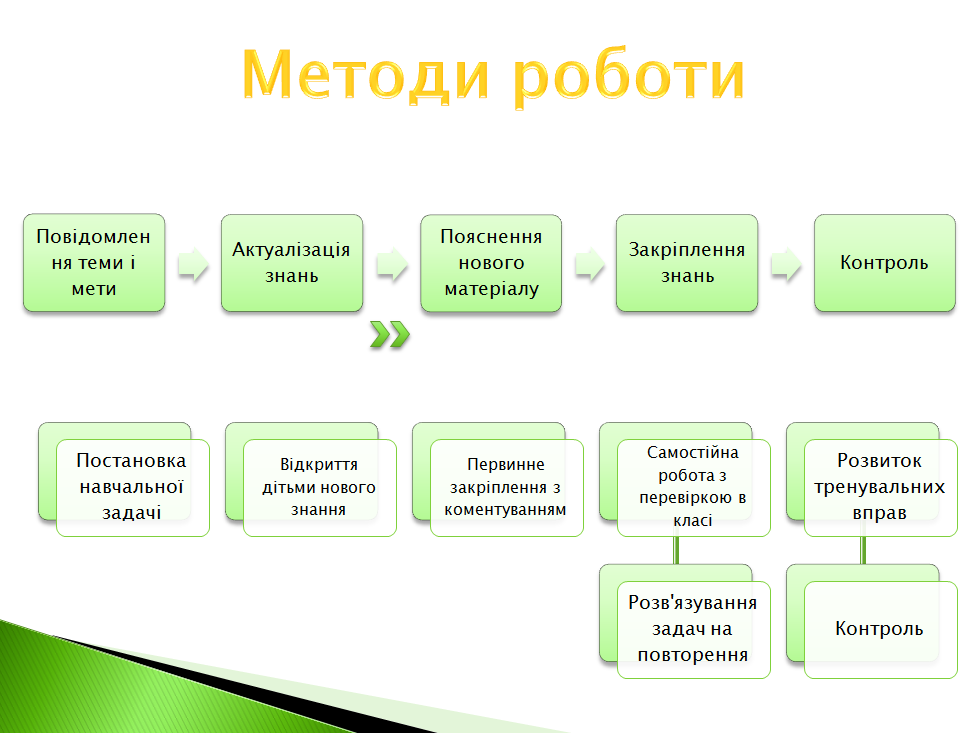 Методи роботи
Повідомлен
ня теми і
мети
Актуалізація
знань
Пояснення
нового
матеріалу
Закріплення
знань
Контроль
Постановка
навчальної
задачі
Відкриття
дітьми нового
знання
Первинне
закріплення з
коментуванням
Самостійна
робота з
перевіркою в
класі
Розвиток
тренувальних
вправ
Розв'язування
задач на
повторення
Контроль